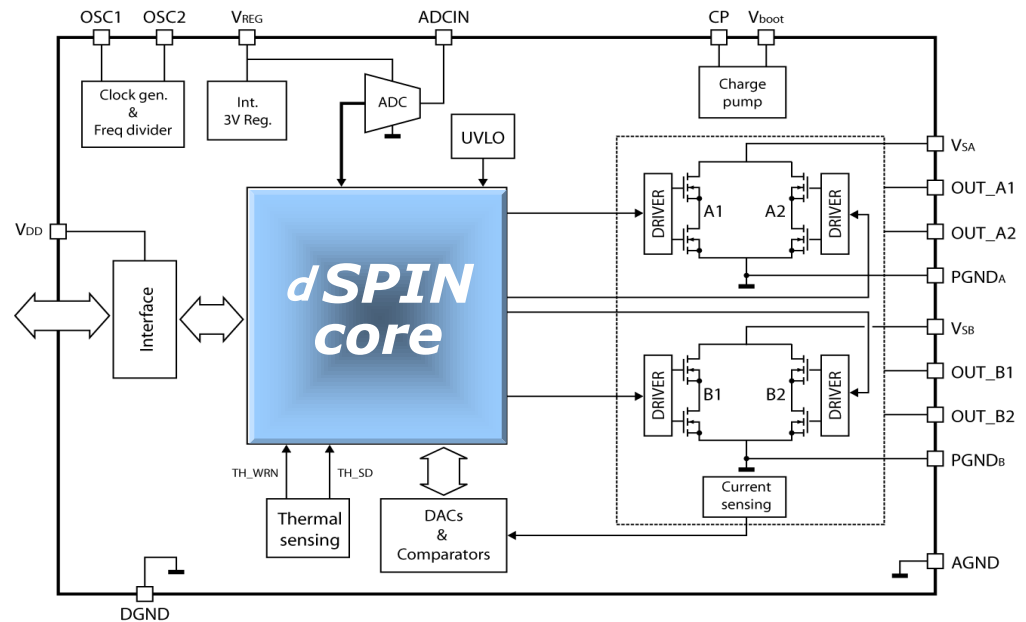 OSC1
OSC2
VREG
ADCIN
CP
Vboot
Clock gen.
&
Freq divider
Int.
3V Reg.
ADC
Charge
pump
UVLO
VSA
DRIVER
A1
A2
DRIVER
OUT_A1
OUT_A2
VDD
PGNDA
Interface
dSPIN
core
VSB
DRIVER
B1
B2
DRIVER
OUT_B1
OUT_B2
PGNDB
TH_WRN
TH_SD
Current
sensing
Thermal
sensing
DACs
&
Comparators
AGND
DGND